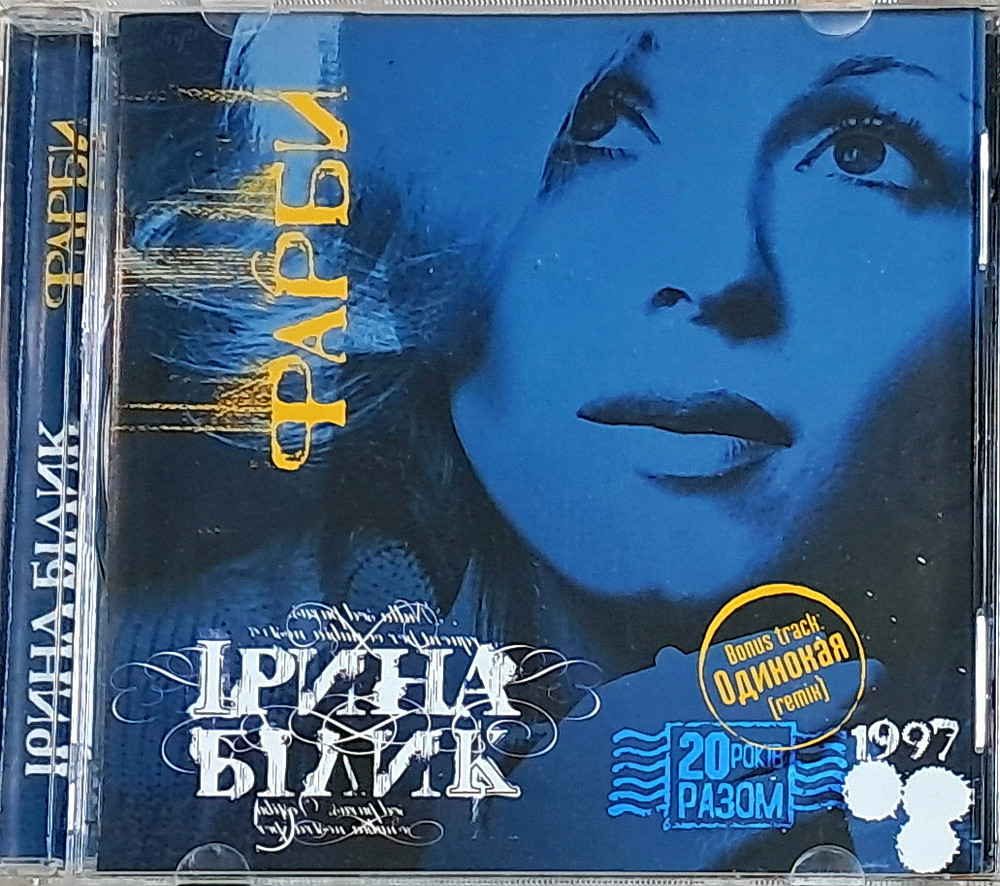 ІРИНА БІЛИК
ФАРБИ
ФАРБИ
ІРИНА
БІЛИК
Bonus track:
Одинокая
(remix)
20 РОКІВ
РАЗОМ
1997